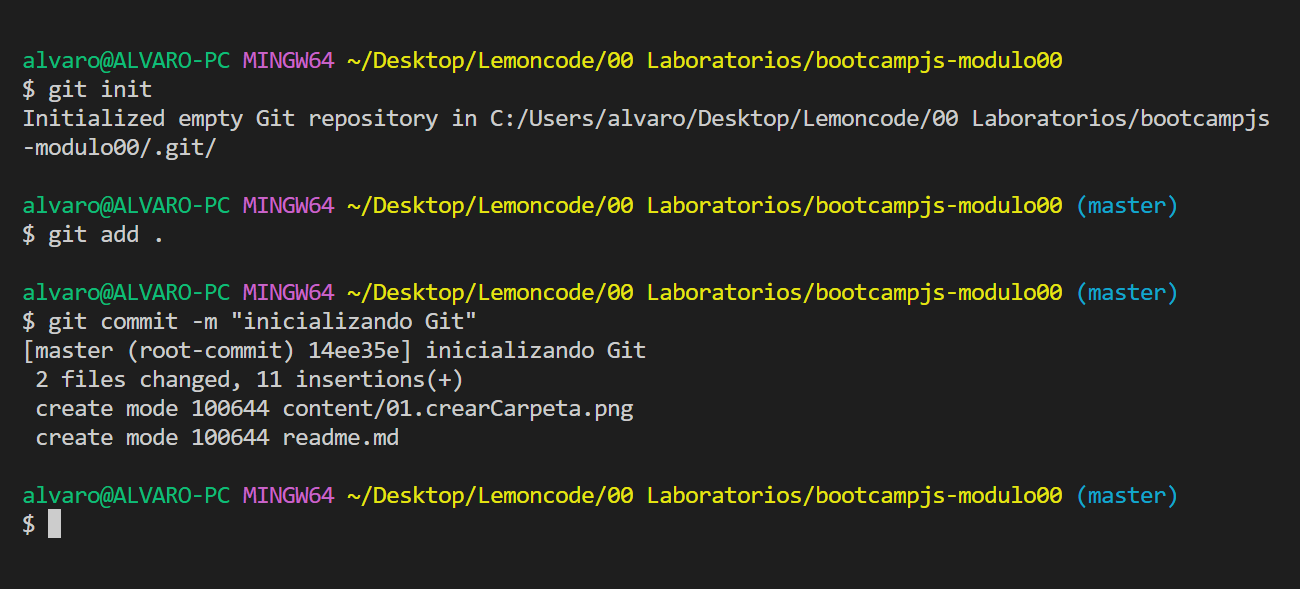 alvaro@ALVARO-PC MINGW64 ~/Desktop/Lemoncode/00 Laboratorios/bootcampjs-modulo00
$ git init
Initialized empty Git repository in C:/Users/alvaro/Desktop/Lemoncode/00 Laboratorios/bootcampjs
-modulo00/.git/
alvaro@ALVARO-PC MINGW64 ~/Desktop/Lemoncode/00 Laboratorios/bootcampjs-modulo00 (master)
$ git add .
alvaro@ALVARO-PC MINGW64 ~/Desktop/Lemoncode/00 Laboratorios/bootcampjs-modulo00 (master)
$ git commit -m "inicializando Git"
[master (root-commit) 14ee35e] inicializando Git
 2 files changed, 11 insertions(+)
 create mode 100644 content/01.crearCarpeta.png
 create mode 100644 readme.md
alvaro@ALVARO-PC MINGW64 ~/Desktop/Lemoncode/00 Laboratorios/bootcampjs-modulo00 (master)
$